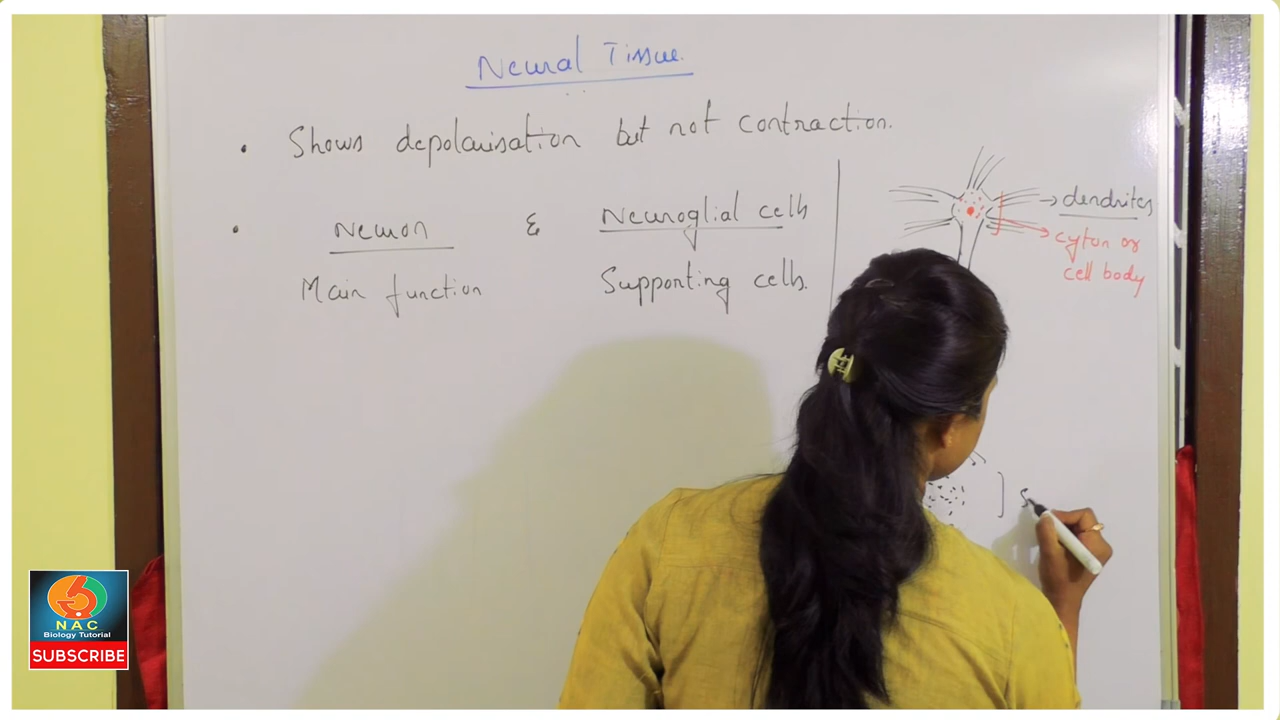 Neural Tissue.
• Shows depolarisation but not contraction.
• Neuron & Neuroglial cells
Main function Supporting cells.
→ dendrites
→ cyton or
cell body
S
NAC
Biology Tutorial
SUBSCRIBE